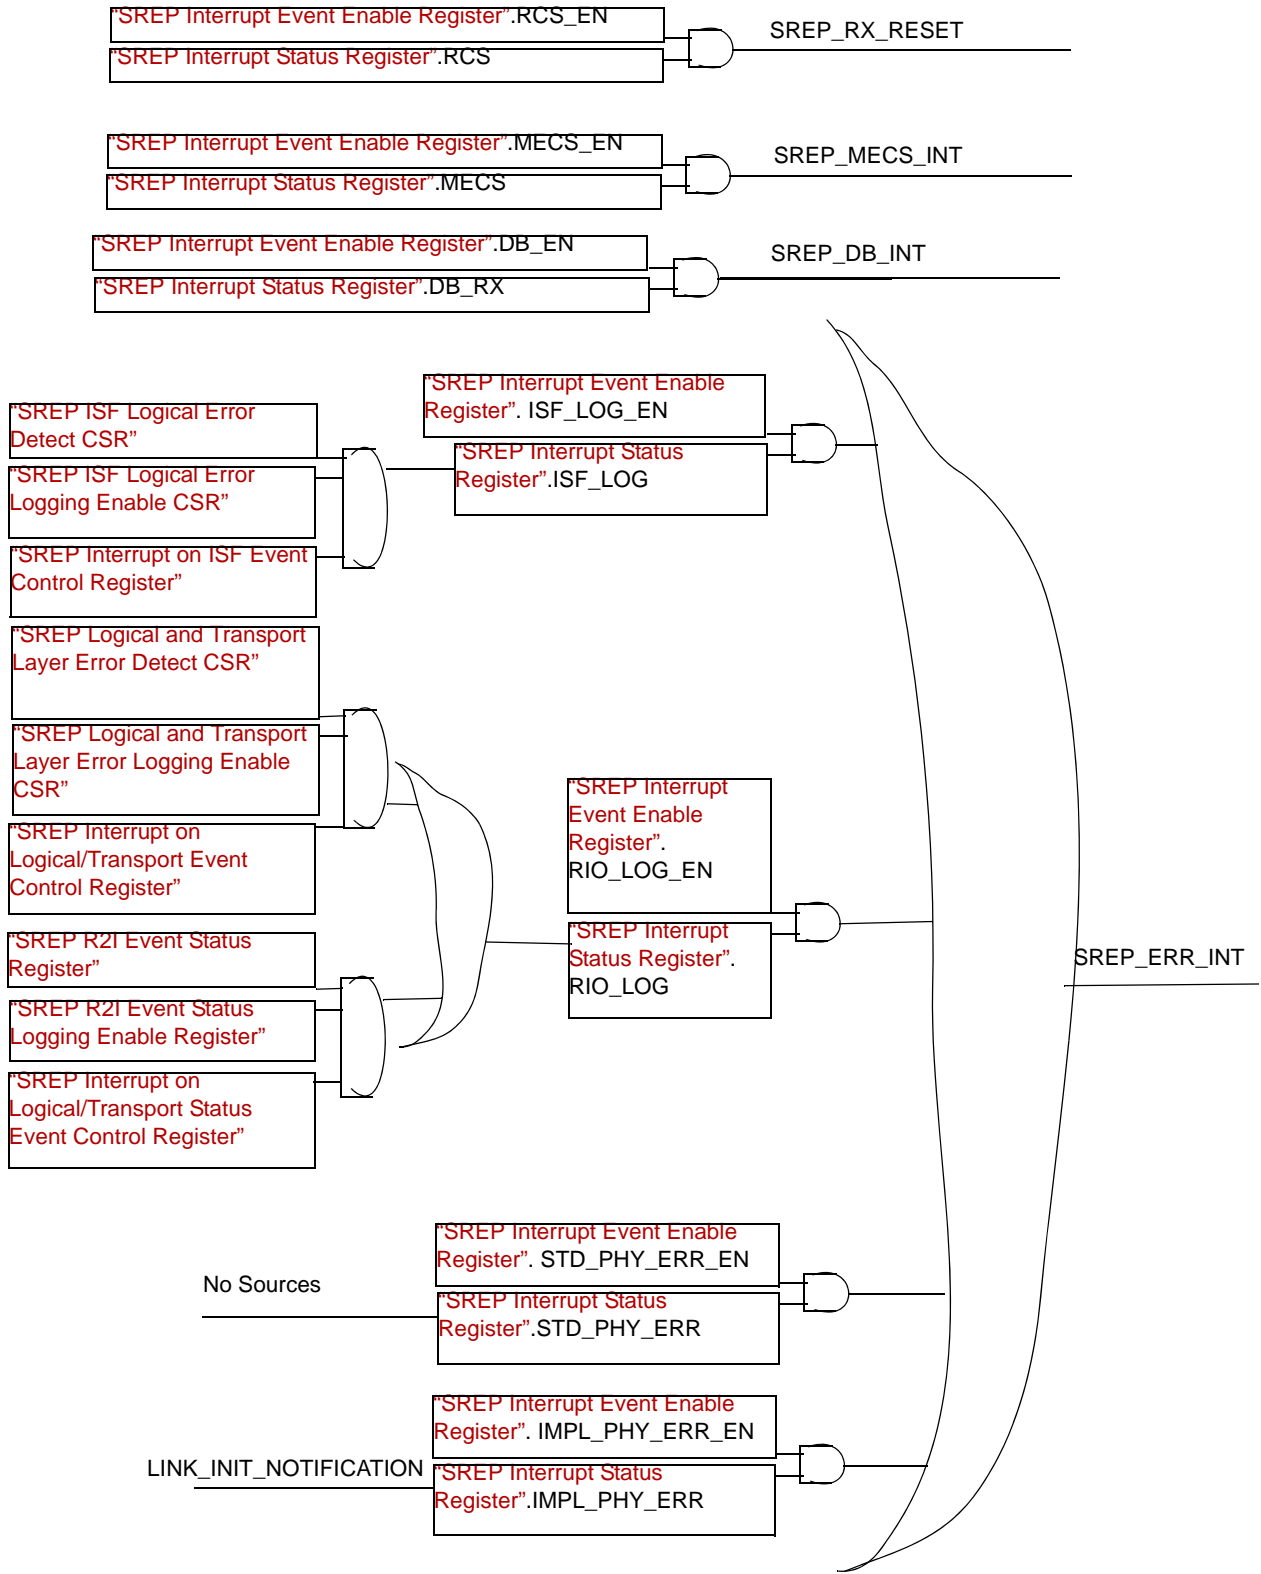 “SREP Interrupt Event Enable Register”.RCS_EN
SREP_RX_RESET
“SREP Interrupt Status Register”.RCS
“SREP Interrupt Event Enable Register”.MECS_EN
SREP_MECS_INT
“SREP Interrupt Status Register”.MECS
“SREP Interrupt Event Enable Register”.DB_EN
SREP_DB_INT
“SREP Interrupt Status Register”.DB_RX
“SREP Interrupt Event Enable
Register”. ISF_LOG_EN
“SREP Interrupt Status
Register”.ISF_LOG
“SREP ISF Logical Error
Detect CSR”
“SREP ISF Logical Error
Logging Enable CSR”
“SREP Interrupt on ISF Event
Control Register”
“SREP Logical and Transport
Layer Error Detect CSR”
“SREP Logical and Transport
Layer Error Logging Enable
CSR”
“SREP Interrupt on
Logical/Transport Event
Control Register”
“SREP Interrupt
Event Enable
Register”.
RIO_LOG_EN
“SREP Interrupt
Status Register”.
RIO_LOG
SREP_ERR_INT
“SREP R2I Event Status
Register”
“SREP R2I Event Status
Logging Enable Register”
“SREP Interrupt on
Logical/Transport Status
Event Control Register”
“SREP Interrupt Event Enable
Register”. STD_PHY_ERR_EN
No Sources
“SREP Interrupt Status
Register”.STD_PHY_ERR
“SREP Interrupt Event Enable
Register”. IMPL_PHY_ERR_EN
LINK_INIT_NOTIFICATION
“SREP Interrupt Status
Register”.IMPL_PHY_ERR